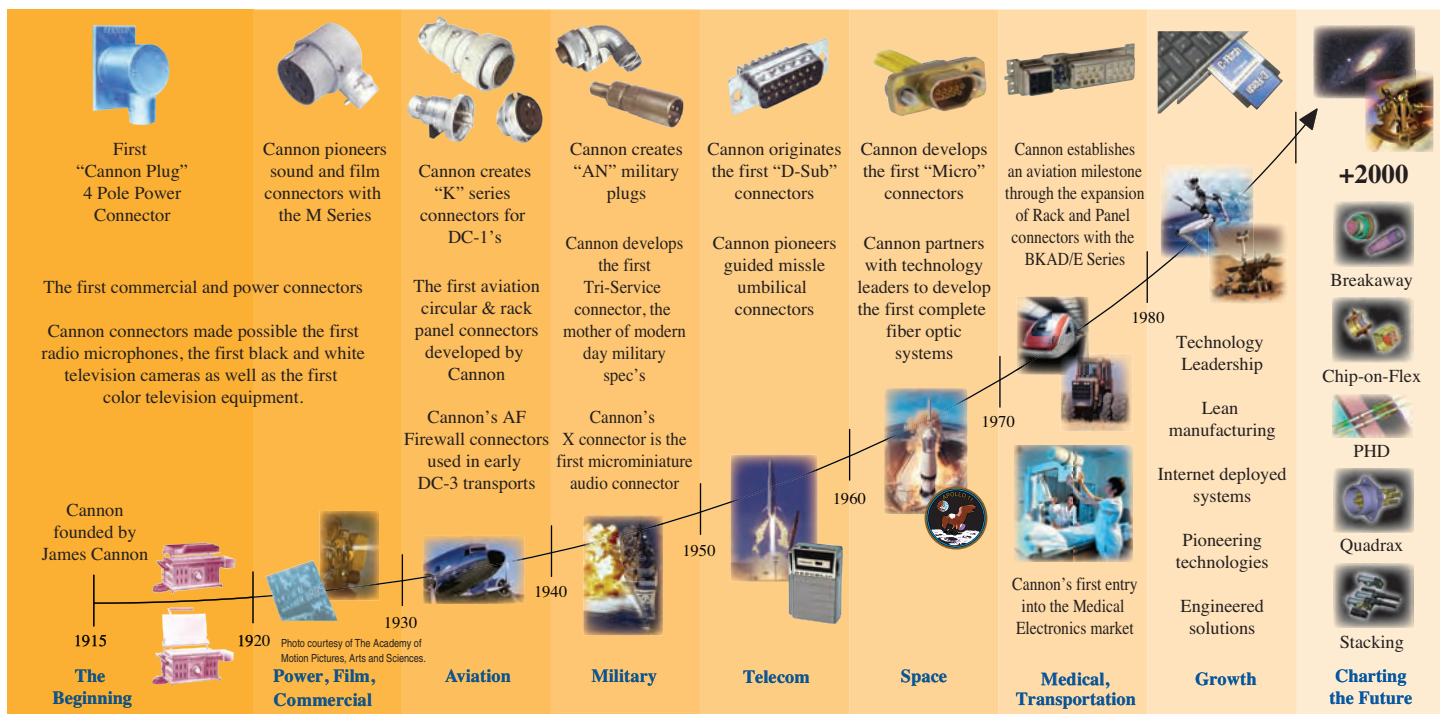 First
“Cannon Plug”
4 Pole Power
Connector
Cannon pioneers
sound and film
connectors with
the M Series
The first commercial and power connectors
Cannon connectors made possible the first
radio microphones, the first black and white
television cameras as well as the first
color television equipment.
Cannon
founded by
James Cannon
1915
The
Beginning
1920
Photo courtesy of The Academy of
Motion Pictures, Arts and Sciences.
Power, Film,
Commercial
Cannon creates
“K” series
connectors for
DC-1’s
The first aviation
circular & rack
panel connectors
developed by
Cannon
Cannon’s AF
Firewall connectors
used in early
DC-3 transports
1930
Aviation
Cannon creates
“AN” military
plugs
Cannon develops
the first
Tri-Service
connector, the
mother of modern
day military
spec’s
Cannon’s
X connector is the
first microminiature
audio connector
1940
Military
Cannon originates
the first “D-Sub”
connectors
Cannon pioneers
guided missle
umbilical
connectors
1950
Telecom
Cannon develops
the first “Micro”
connectors
Cannon partners
with technology
leaders to develop
the first complete
fiber optic
systems
1960
APOLLO 11
Space
Cannon establishes
an aviation milestone
through the expansion
of Rack and Panel
connectors with the
BKAD/E Series
1970
Cannon’s first entry
into the Medical
Electronics market
Medical,
Transportation
C-Flash
1980
Technology
Leadership
Lean
manufacturing
Internet deployed
systems
Pioneering
technologies
Engineered
solutions
Growth
+2000
Breakaway
Chip-on-Flex
PHD
Quadrax
Stacking
Charting
the Future